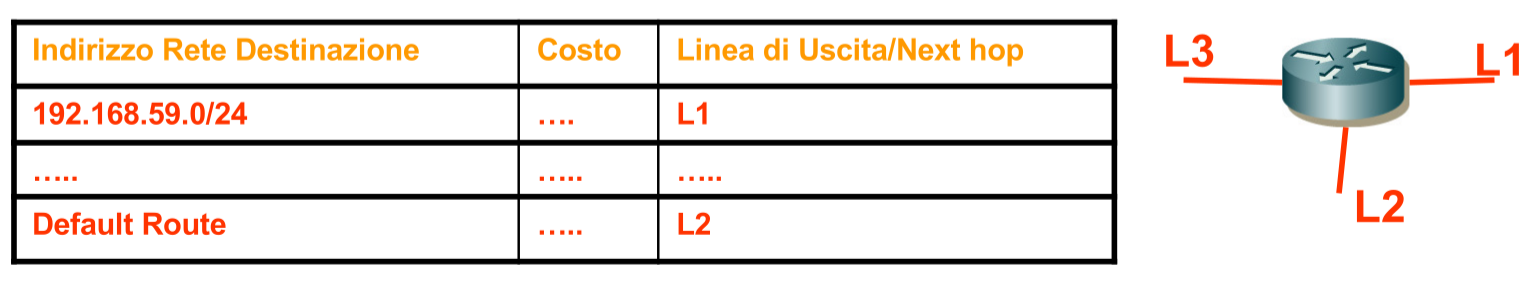 Indirizzo Rete Destinazione Costo Linea di Uscita/Next hop
192.168.59.0/24 …. L1
….. ….. …..
Default Route ….. L2
L3 L1
L2